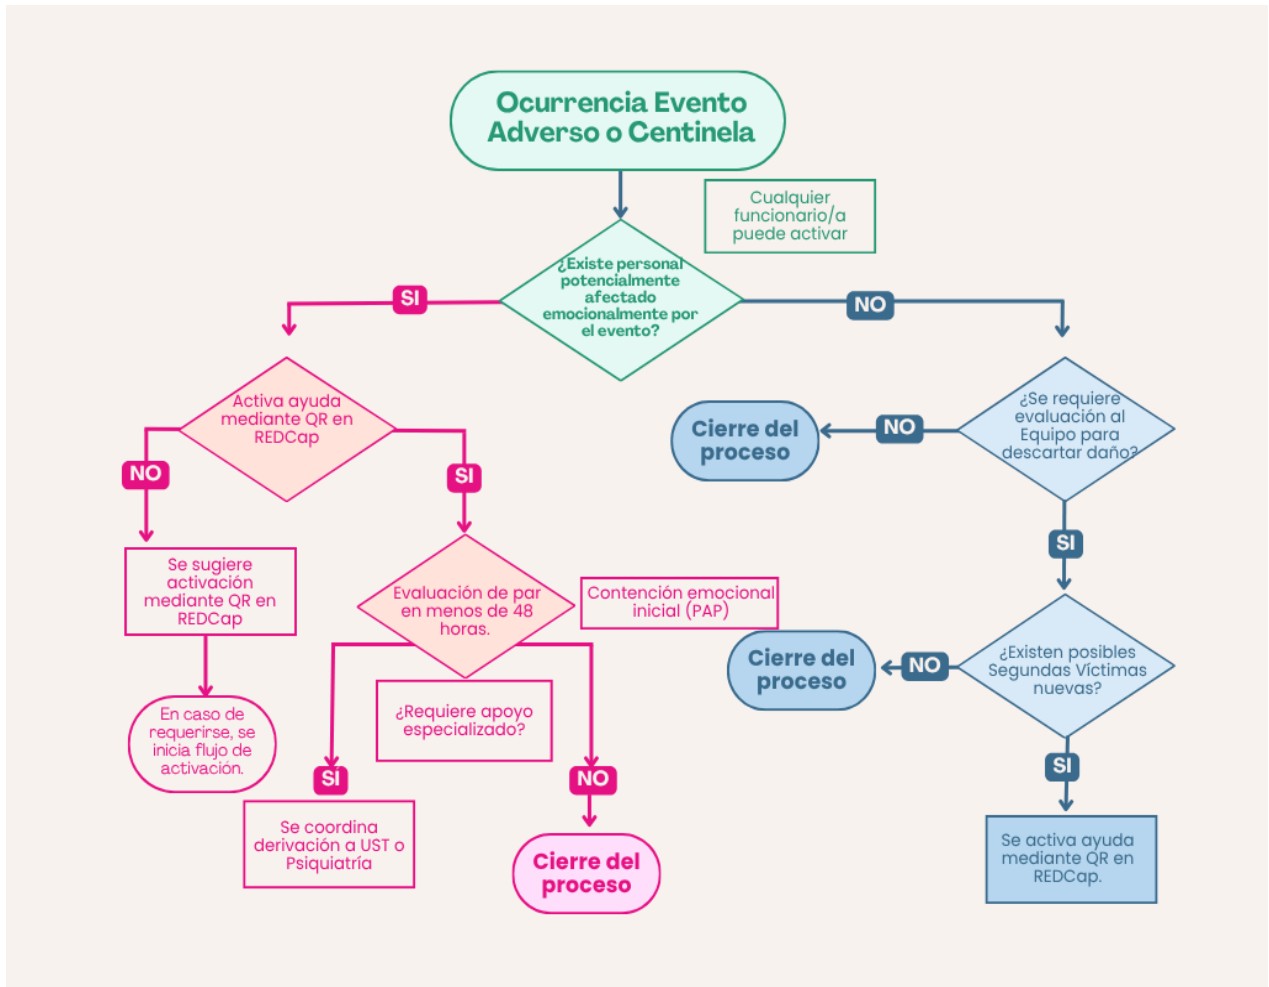 Ocurrencia Evento
Adverso o Centinela
Cualquier
funcionario/a
puede activar
¿Existe personal
potencialmente
afectado
emocionalmente por
el evento?
SI
NO
Activa ayuda
mediante QR en
REDCap
¿Se requiere
evaluación al
Equipo para
descartar daño?
NO
Cierre del
proceso
NO
SI
SI
Se sugiere
activación
mediante QR en
REDCap
Evaluación de par
en menos de 48
horas.
Contención emocional
inicial (PAP)
¿Existen posibles
Segundas Víctimas
nuevas?
NO
Cierre del
proceso
En caso de
requerirse, se
inicia flujo de
activación.
¿Requiere apoyo
especializado?
SÍ
NO
SI
Se coordina
derivación a UST o
Psiquiatría
Cierre del
proceso
Se activa ayuda
mediante QR en
REDCap.